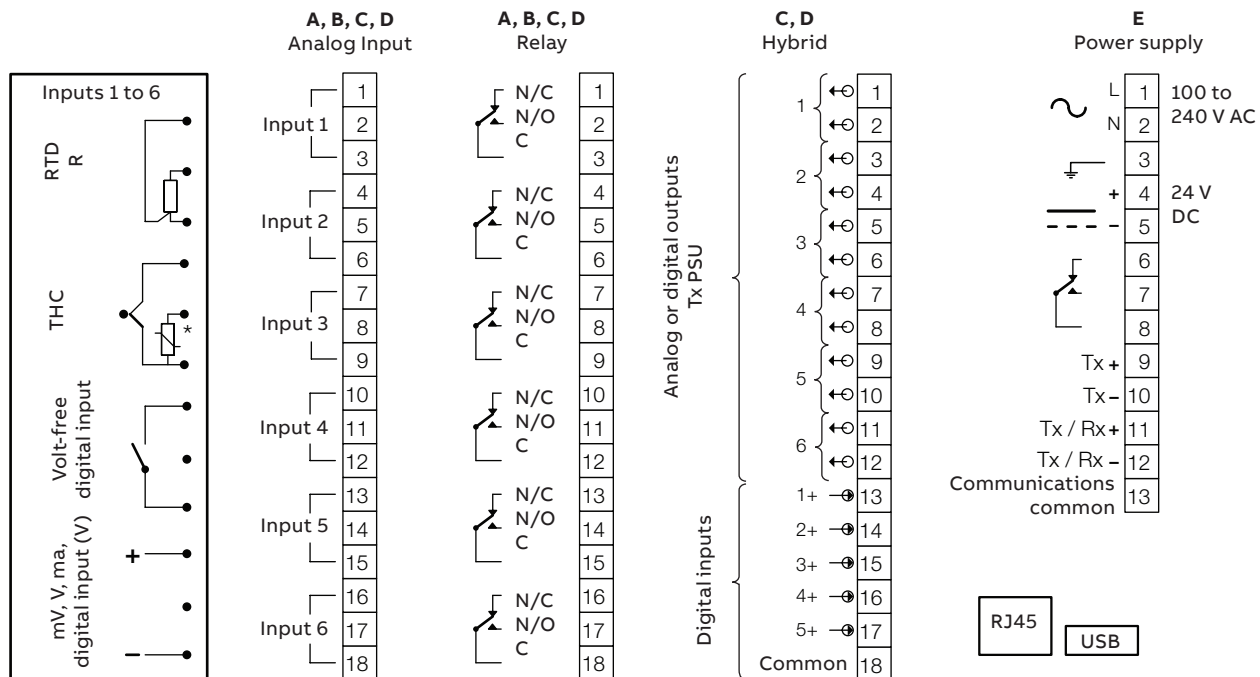 A, B, C, D
Analog Input
A, B, C, D
Relay
C, D
Hybrid
E
Power supply
Inputs 1 to 6
RTD
R
THC
*
Volt-free
digital input
mV, V, ma,
digital input (V)
+
−
Input 1
Input 2
Input 3
Input 4
Input 5
Input 6
1
2
3
4
5
6
7
8
9
10
11
12
13
14
15
16
17
18
N/C
N/O
C
N/C
N/O
C
N/C
N/O
C
N/C
N/O
C
N/C
N/O
C
N/C
N/O
C
1
2
3
4
5
6
7
8
9
10
11
12
13
14
15
16
17
18
Analog or digital outputs
Tx PSU
Digital inputs
1
2
3
4
5
6
1+
2+
3+
4+
5+
Common
1
2
3
4
5
6
7
8
9
10
11
12
13
14
15
16
17
18
L
N
+
−
Tx +
Tx −
Tx / Rx +
Tx / Rx −
Communications
common
1
2
3
4
5
6
7
8
9
10
11
12
13
100 to
240 V AC
24 V
DC
RJ45
USB